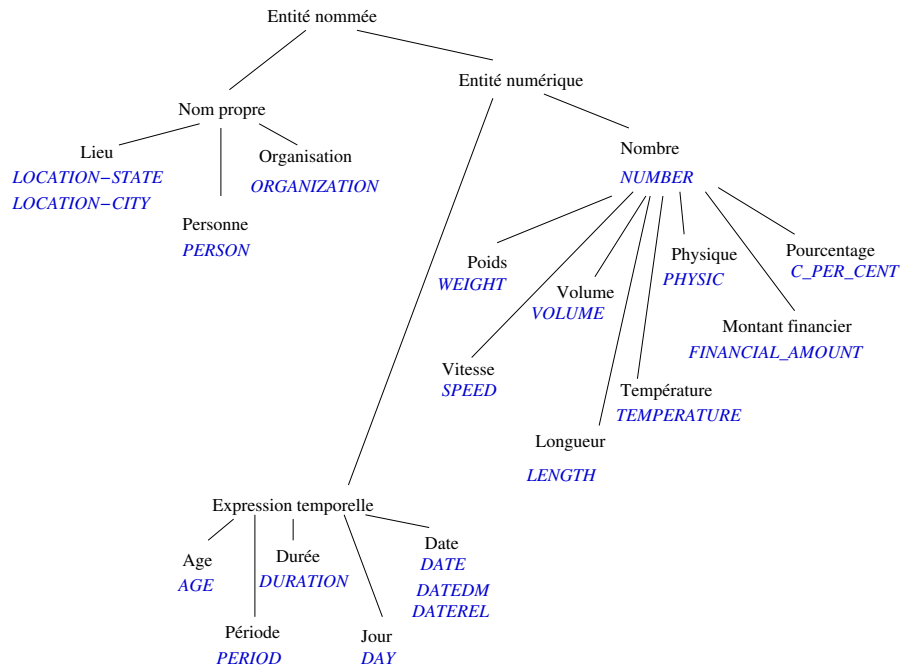 Entité nommée
Entité numérique
Nom propre
Lieu
LOCATION−STATE
LOCATION−CITY
Organisation
ORGANIZATION
Personne
PERSON
Nombre
NUMBER
Poids
WEIGHT
Volume
VOLUME
Physique
PHYSIC
Pourcentage
C_PER_CENT
Montant financier
FINANCIAL_AMOUNT
Vitesse
SPEED
Température
TEMPERATURE
Longueur
LENGTH
Expression temporelle
Age
AGE
Durée
DURATION
Date
DATE
DATEDM
DATEREL
Période
PERIOD
Jour
DAY